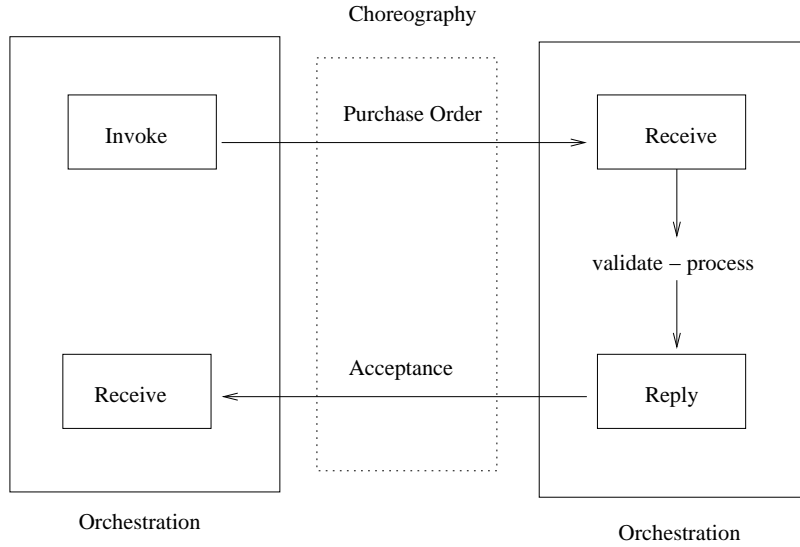 Choreography
Purchase Order
Invoke
Receive
validate – process
Acceptance
Receive
Reply
Orchestration
Orchestration